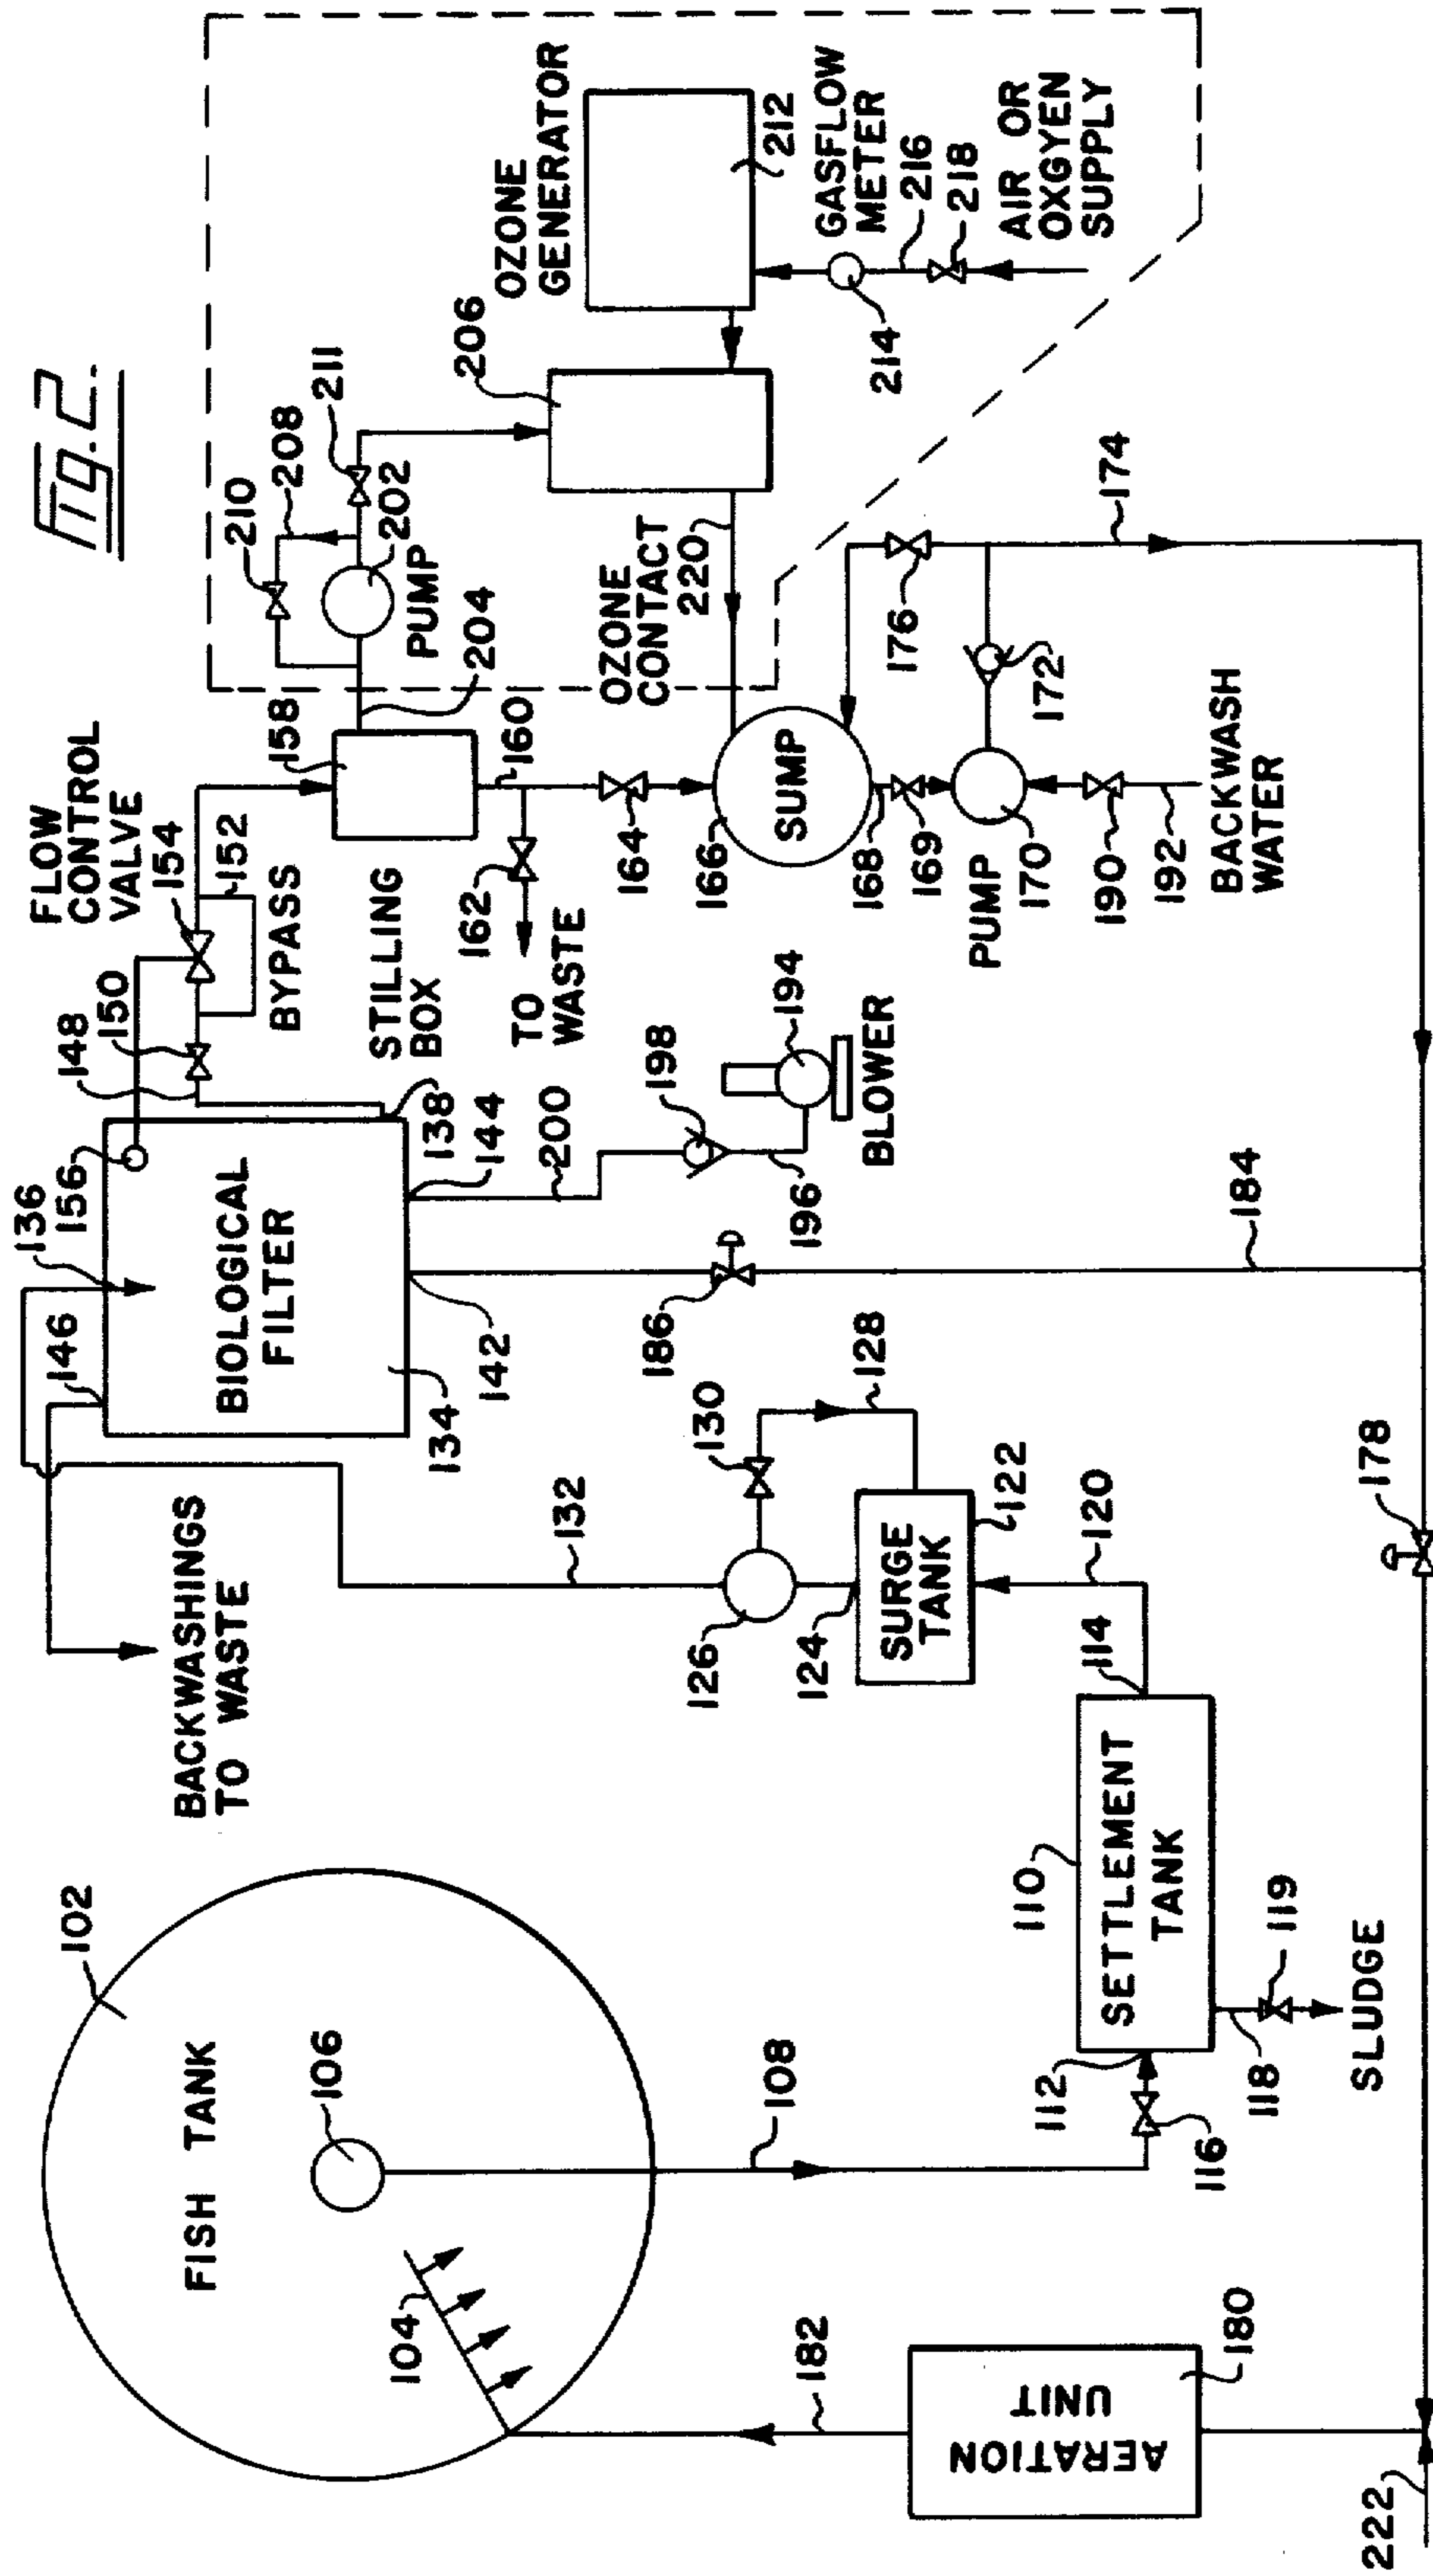 Fig. 2.
FISH TANK
102
106
104
108
182
AERATION
UNIT
180
222
112
116
110
SETTLEMENT
TANK
114
118
119
SLUDGE
120
SURGE
TANK
122
124
126
128
130
132
BACKWASHINGS
TO WASTE
146
136
156
BIOLOGICAL
FILTER
134
142
138
144
148
150
FLOW
CONTROL
VALVE
154
152
BYPASS
STILLING
BOX
158
160
162
TO
WASTE
164
166
SUMP
168
169
PUMP
170
172
190
192
BACKWASH
WATER
176
174
178
184
186
200
198
194
196
BLOWER
204
PUMP
202
210
208
211
206
OZONE
CONTACT
220
OZONE
GENERATOR
212
GASFLOW
METER
214
216
218
AIR OR
OXGYEN
SUPPLY